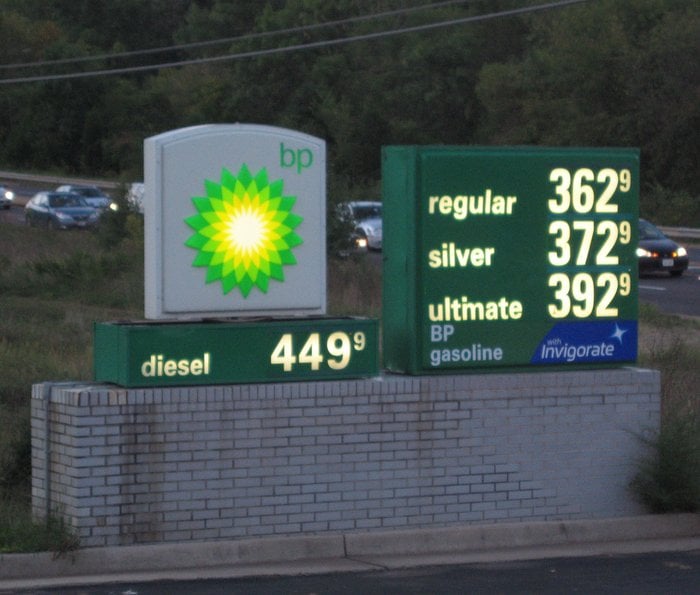 bp
diesel 449 9
regular 362 9
silver 372 9
ultimate 392 9
BP
gasoline
with
Invigorate